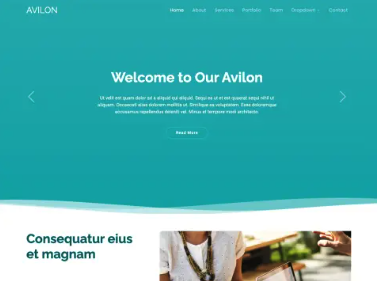 AVILON
Home About Services Portfolio Team Dropdown Contact
Welcome to Our Avilon
Ut velit est quam dolor ad a aliquid qui aliquid. Sequi ea ut et est quaerat sequi nihil ut
aliquam. Occaecati alias dolorem mollitia ut. Similique ea voluptatem. Esse doloremque
accusamus repellendus deleniti vel. Minus et tempore modi architecto.
Read More
Consequatur eius
et magnam